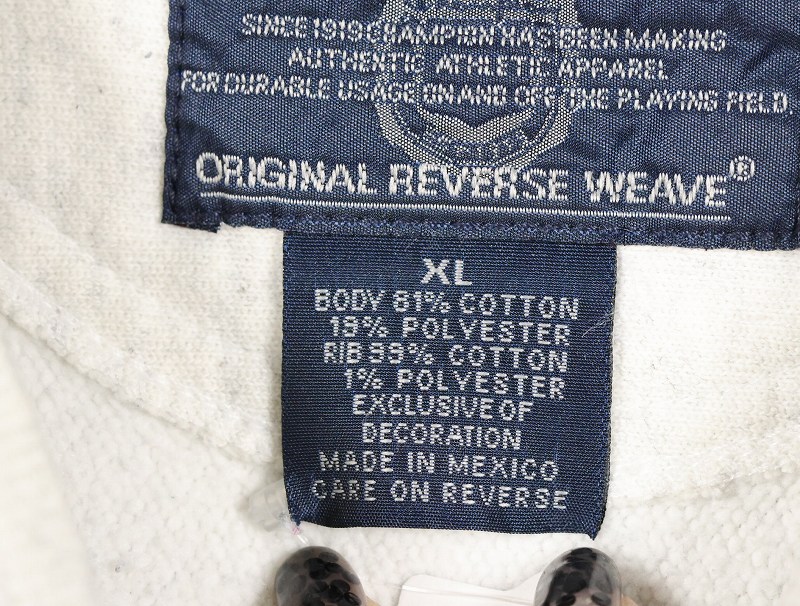 SINCE 1919 CHAMPION HAS BEEN MAKING
AUTHENTIC ATHLETIC APPAREL
FOR DURABLE USAGE ON AND OFF THE PLAYING FIELD.
ORIGINAL REVERSE WEAVE®
XL
BODY 81% COTTON
19% POLYESTER
RIB 99% COTTON
1% POLYESTER
EXCLUSIVE OF
DECORATION
MADE IN MEXICO
CARE ON REVERSE